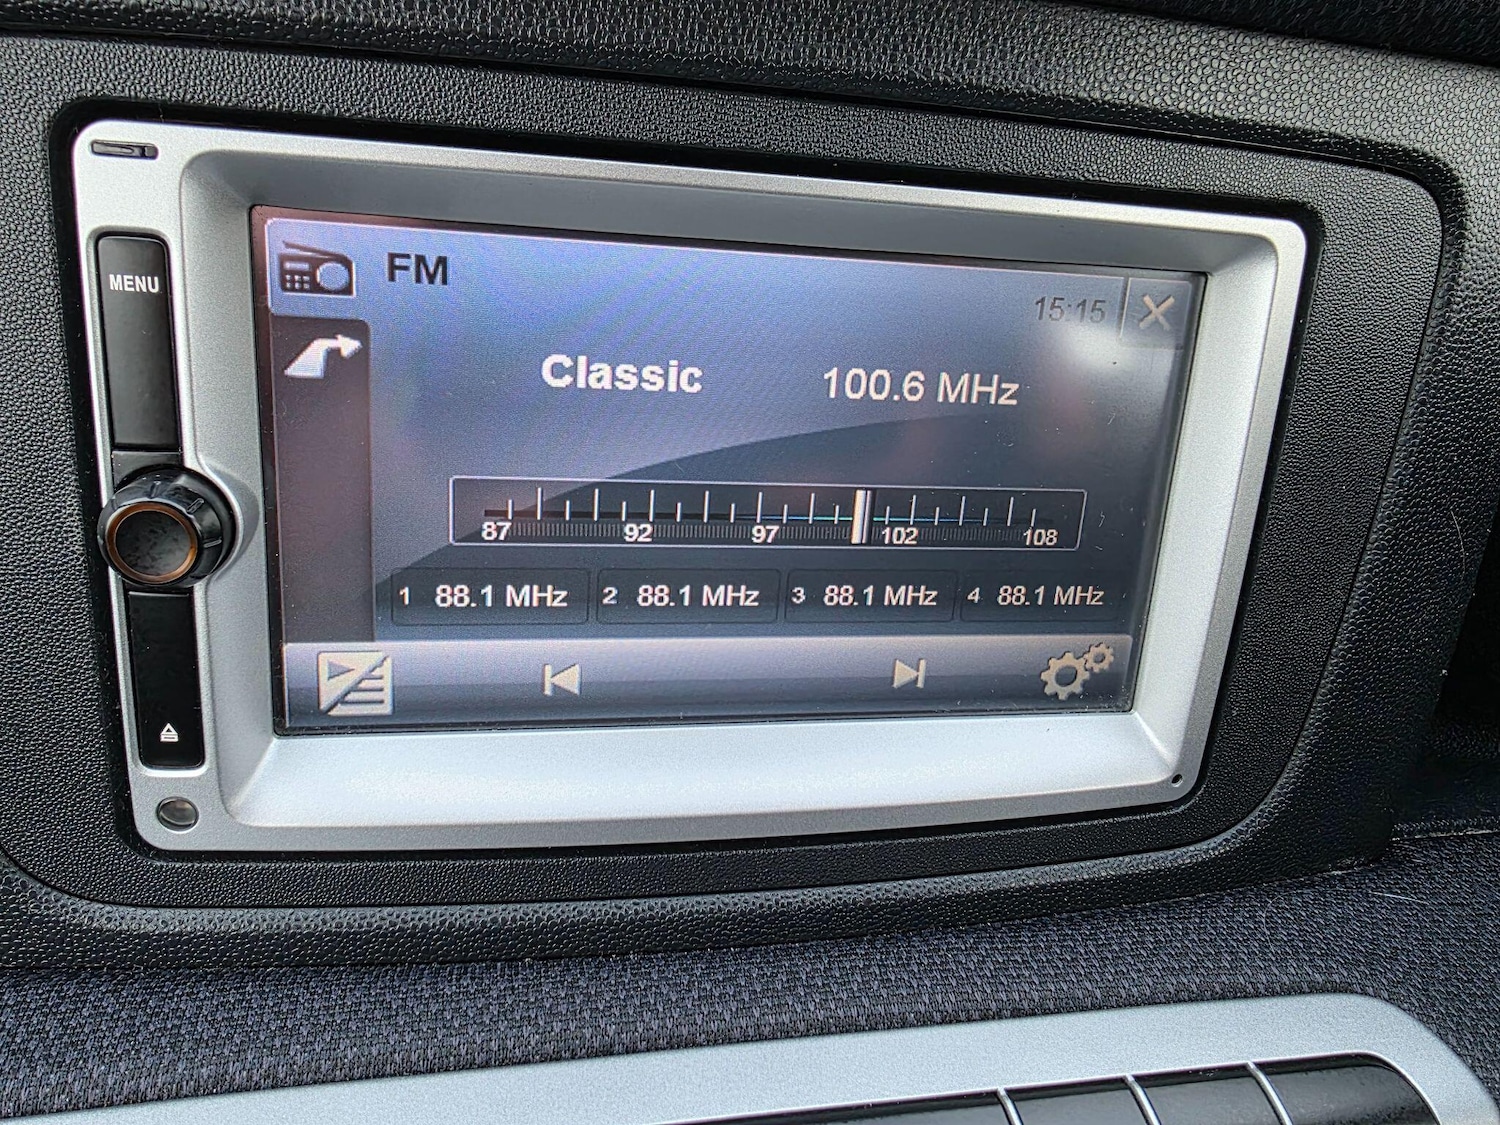 MENU
FM
15:15
Classic 100.6 MHz
87 92 97 102 108
1 88.1 MHz 2 88.1 MHz 3 88.1 MHz 4 88.1 MHz